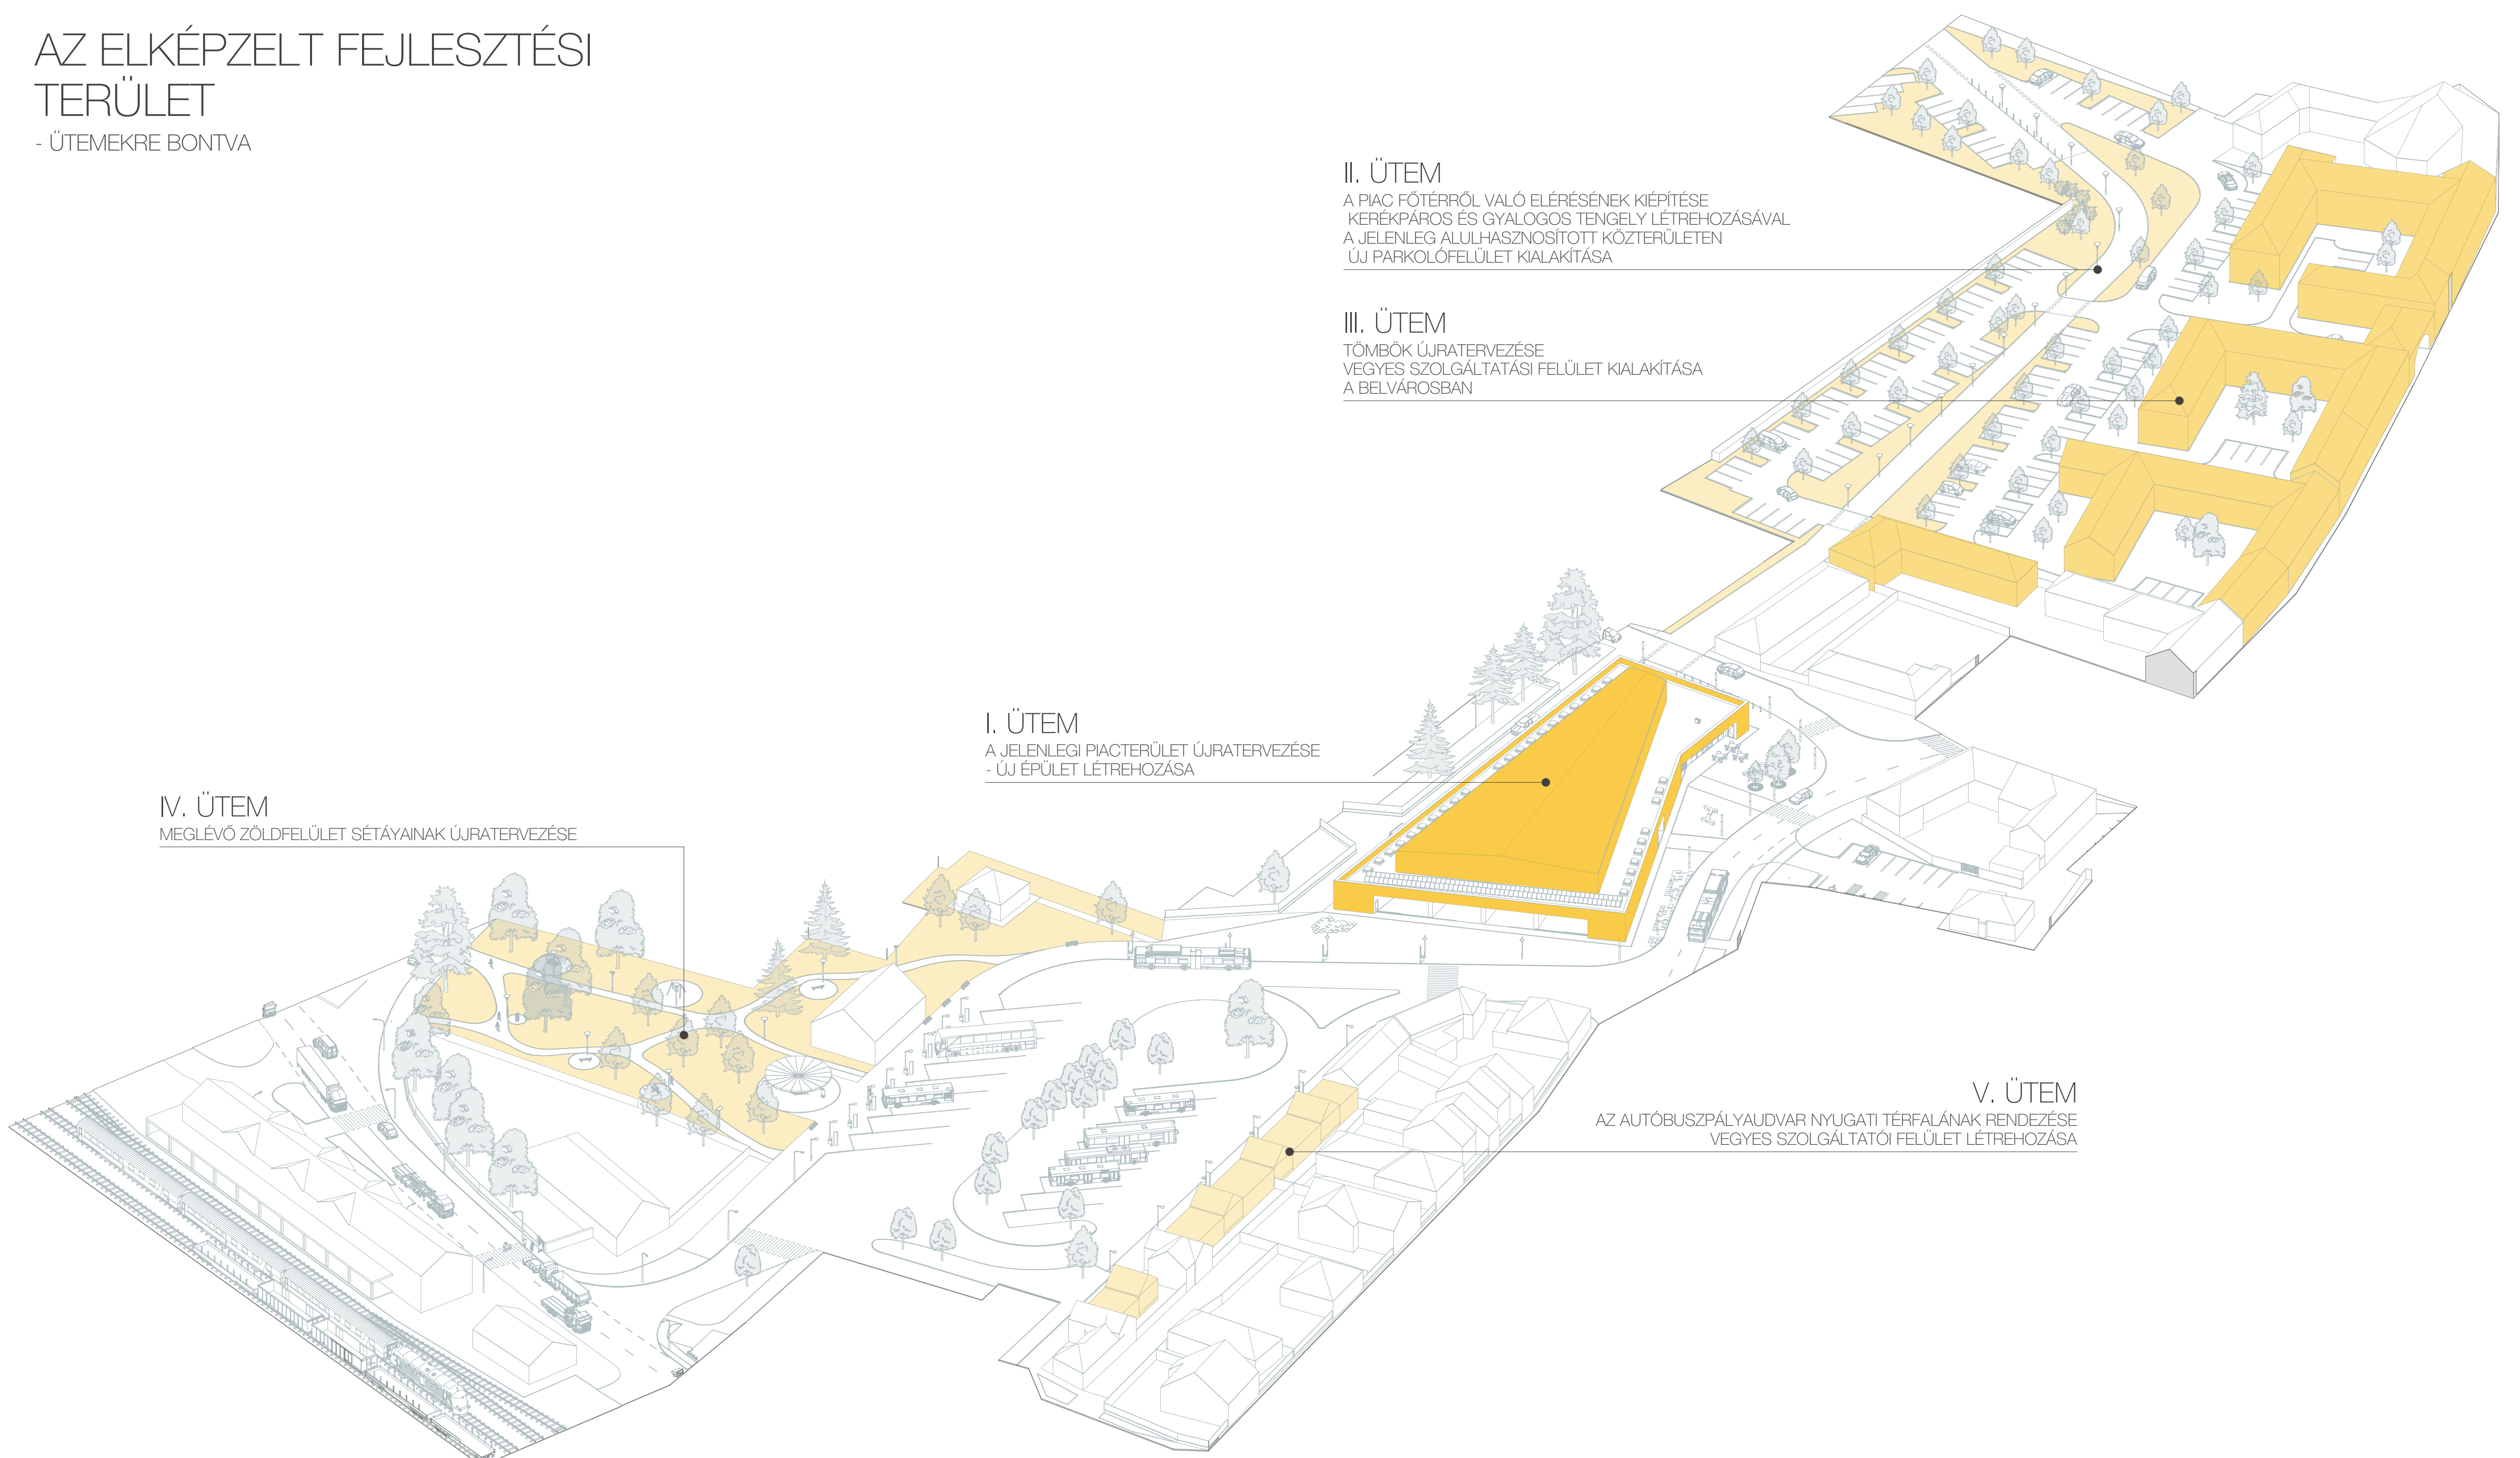 AZ ELKÉPZELT FEJLESZTÉSI
TERÜLET
- ÜTEMEKRE BONTVA
II. ÜTEM
A PIAC FŐTÉRRŐL VALÓ ELÉRÉSÉNEK KIÉPÍTÉSE
KERÉKPÁROS ÉS GYALOGOS TENGELY LÉTREHOZÁSÁVAL
A JELENLEG ALULHASZNOSÍTOTT KÖZTERÜLETEN
ÚJ PARKOLÓFELÜLET KIALAKÍTÁSA
III. ÜTEM
TÖMBÖK ÚJRATERVEZÉSE
VEGYES SZOLGÁLTATÁSI FELÜLET KIALAKÍTÁSA
A BELVÁROSBAN
I. ÜTEM
A JELENLEGI PIACTERÜLET ÚJRATERVEZÉSE
- ÚJ ÉPÜLET LÉTREHOZÁSA
IV. ÜTEM
MEGLÉVŐ ZÖLDFELÜLET SÉTÁYAINAK ÚJRATERVEZÉSE
V. ÜTEM
AZ AUTÓBUSZPÁLYAUDVAR NYUGATI TÉRFALÁNAK RENDEZÉSE
VEGYES SZOLGÁLTATÓI FELÜLET LÉTREHOZÁSA